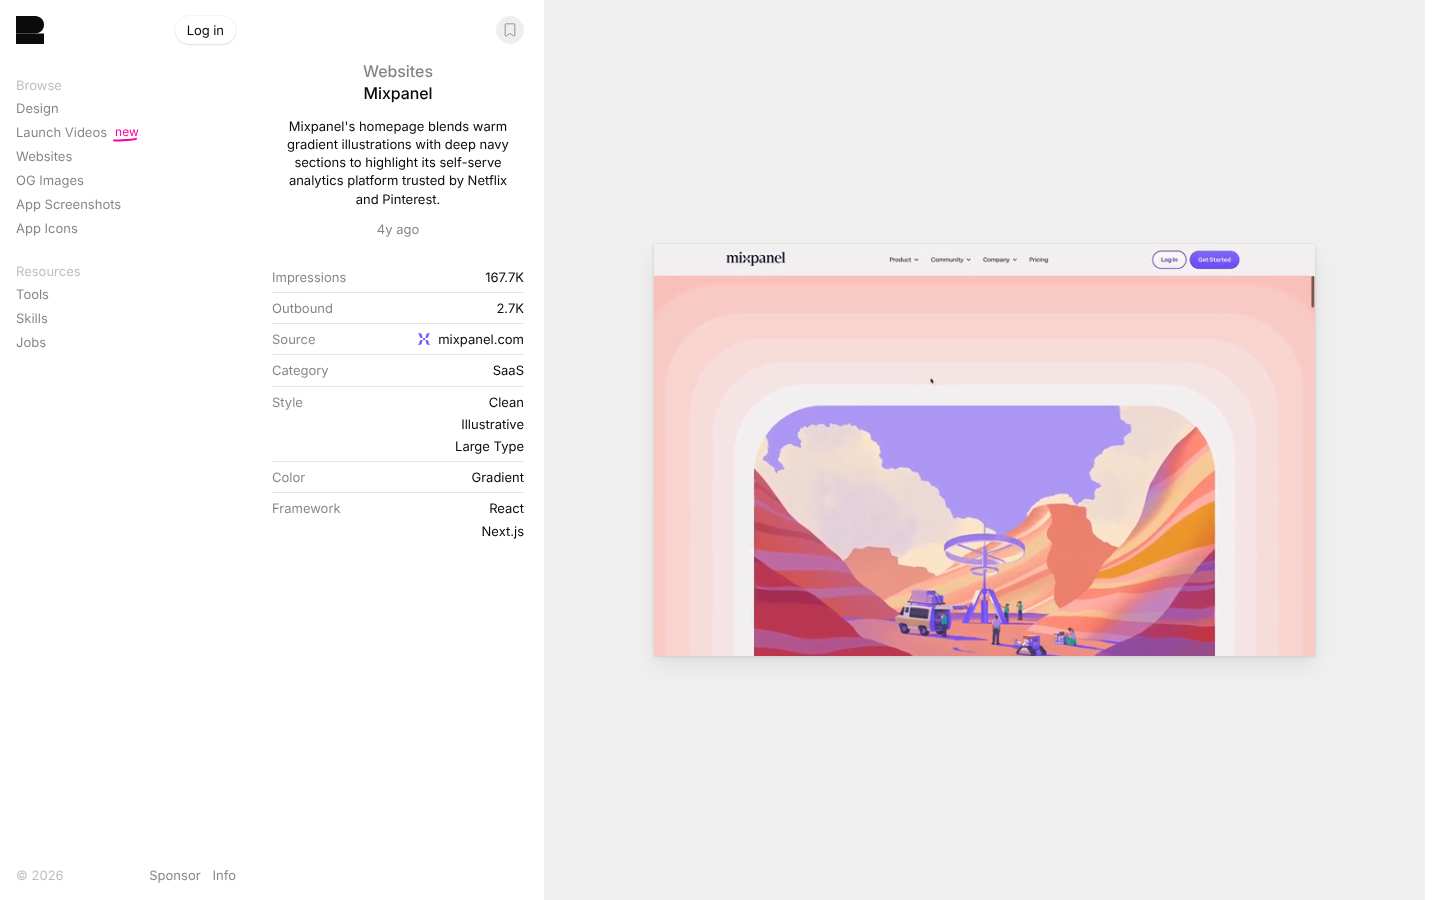 Log in
Browse
Design
Launch Videos new
Websites
OG Images
App Screenshots
App Icons
Resources
Tools
Skills
Jobs
© 2026
Sponsor Info
Websites
Mixpanel
Mixpanel's homepage blends warm
gradient illustrations with deep navy
sections to highlight its self-serve
analytics platform trusted by Netflix
and Pinterest.
4y ago
Impressions 167.7K
Outbound 2.7K
Source mixpanel.com
Category SaaS
Style Clean
Illustrative
Large Type
Color Gradient
Framework React
Next.js
mixpanel Product Community Company Pricing Log In Get Started